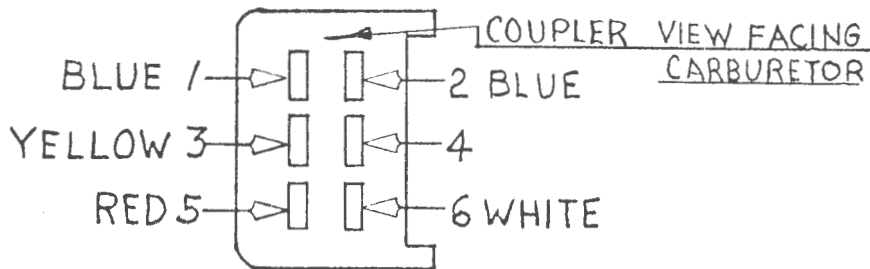 COUPLER VIEW FACING
CARBURETOR
BLUE 1
2 BLUE
YELLOW 3
4
RED 5
6 WHITE